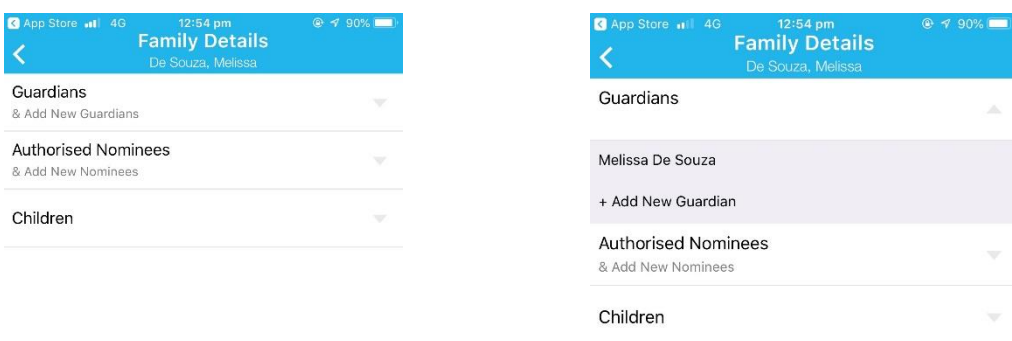 App Store 4G 12:54 pm 90%
Family Details
De Souza, Melissa
Guardians
& Add New Guardians
Authorised Nominees
& Add New Nominees
Children
App Store 4G 12:54 pm 90%
Family Details
De Souza, Melissa
Guardians
Melissa De Souza
+ Add New Guardian
Authorised Nominees
& Add New Nominees
Children